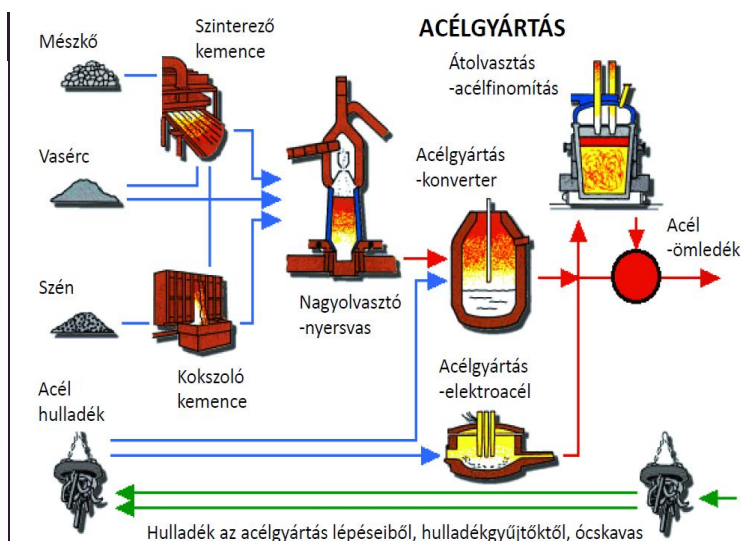 ACÉLGYÁRTÁS
Mészkő
Szinterező
kemence
Átolvasztás
-acélfinomítás
Vasérc
Acélgyártás
-konverter
Acél
-ömledék
Szén
Nagyolvasztó
-nyersvas
Kokszoló
kemence
Acélgyártás
-elektroacél
Acél
hulladék
Hulladék az acélgyártás lépéseiből, hulladékgyűjtőktől, ócskavas